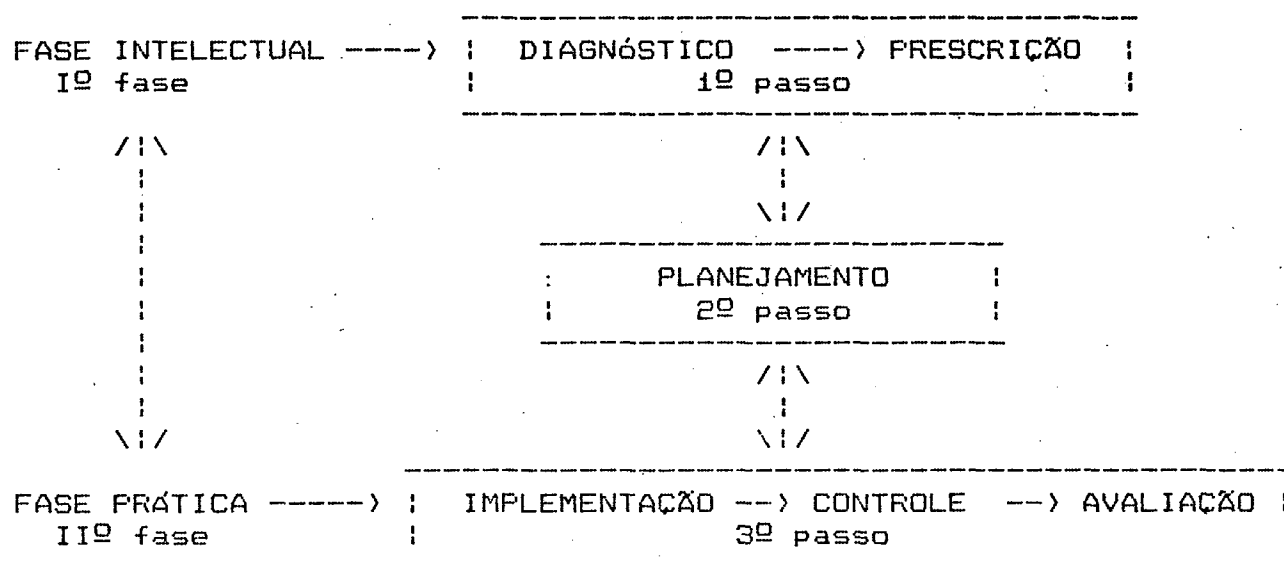 FASE INTELECTUAL ----> | DIAGNóSTICO ----> PRESCRIÇÃO |
Iº fase | 1º passo |
PLANEJAMENTO
2º passo
FASE PRÁTICA -----> | IMPLEMENTAÇÃO --> CONTROLE --> AVALIAÇÃO |
IIº fase | 3º passo